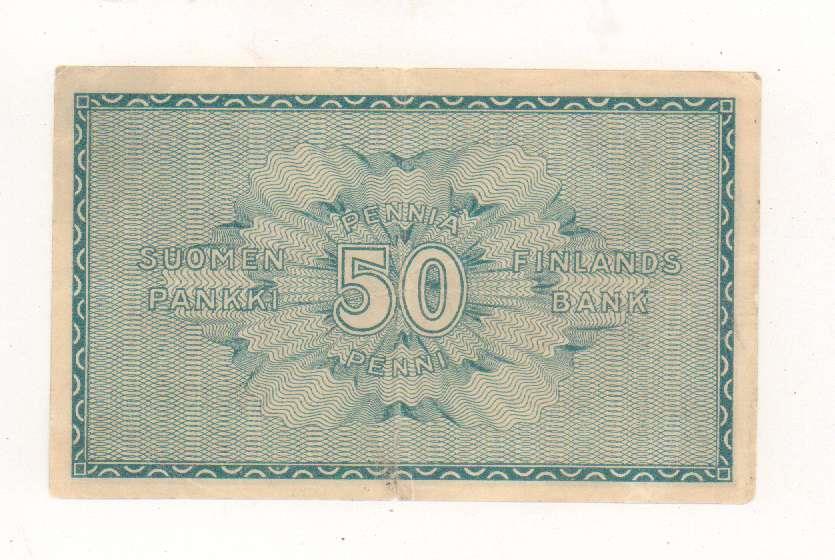 PENNIÄ
SUOMEN
PANKKI
50
FINLANDS
BANK
PENNI